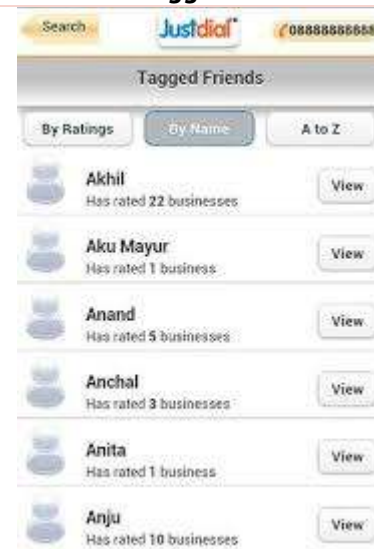 Search Justdial 08888888888
Tagged Friends
By Ratings By Name A to Z
Akhil
Has rated 22 businesses
View
Aku Mayur
Has rated 1 business
View
Anand
Has rated 5 businesses
View
Anchal
Has rated 3 businesses
View
Anita
Has rated 1 business
View
Anju
Has rated 10 businesses
View